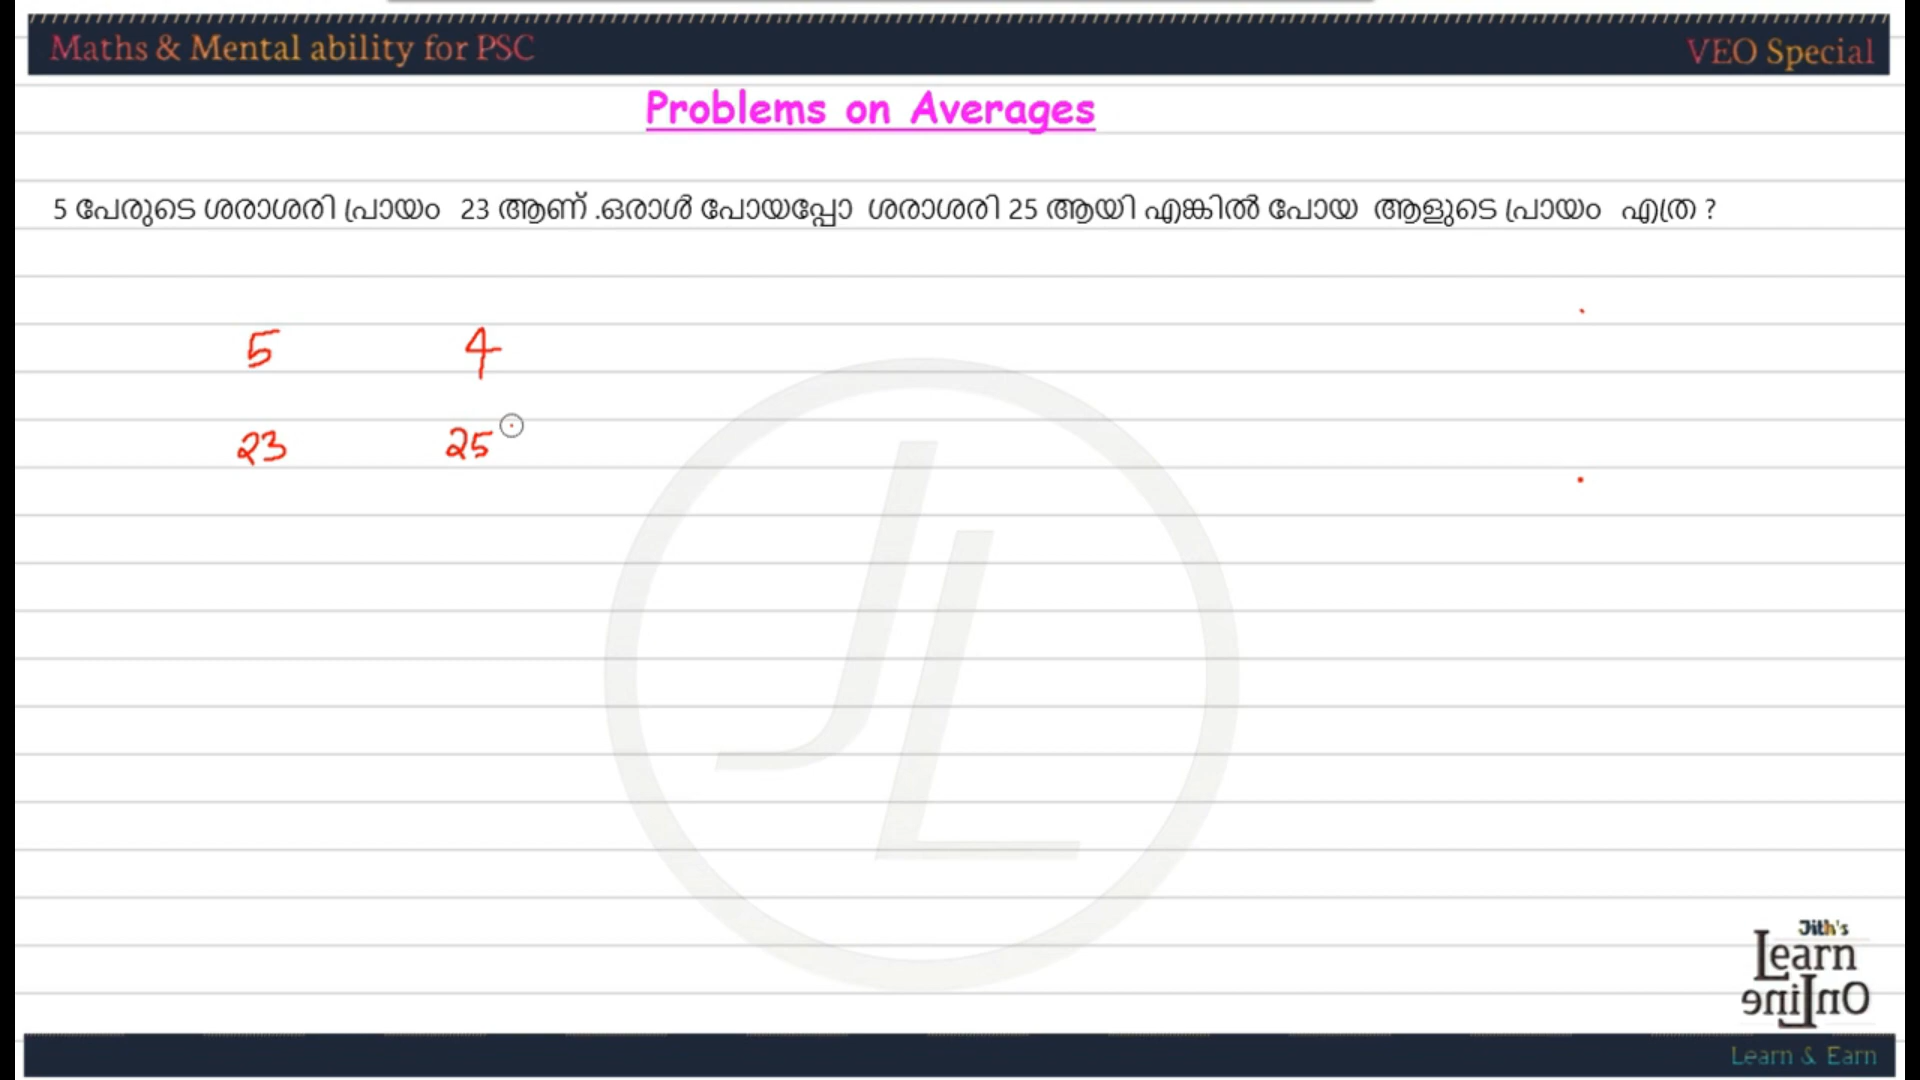 Maths & Mental ability for PSC
VEO Special
Problems on Averages
5 പേരുടെ ശരാശരി പ്രായം 23 ആണ് .ഒരാൾ പോയപ്പോ ശരാശരി 25 ആയി എങ്കിൽ പോയ ആളുടെ പ്രായം എത്ര ?
5 4
23 25
JL
Jith's
Learn
OnLine
Learn & Earn